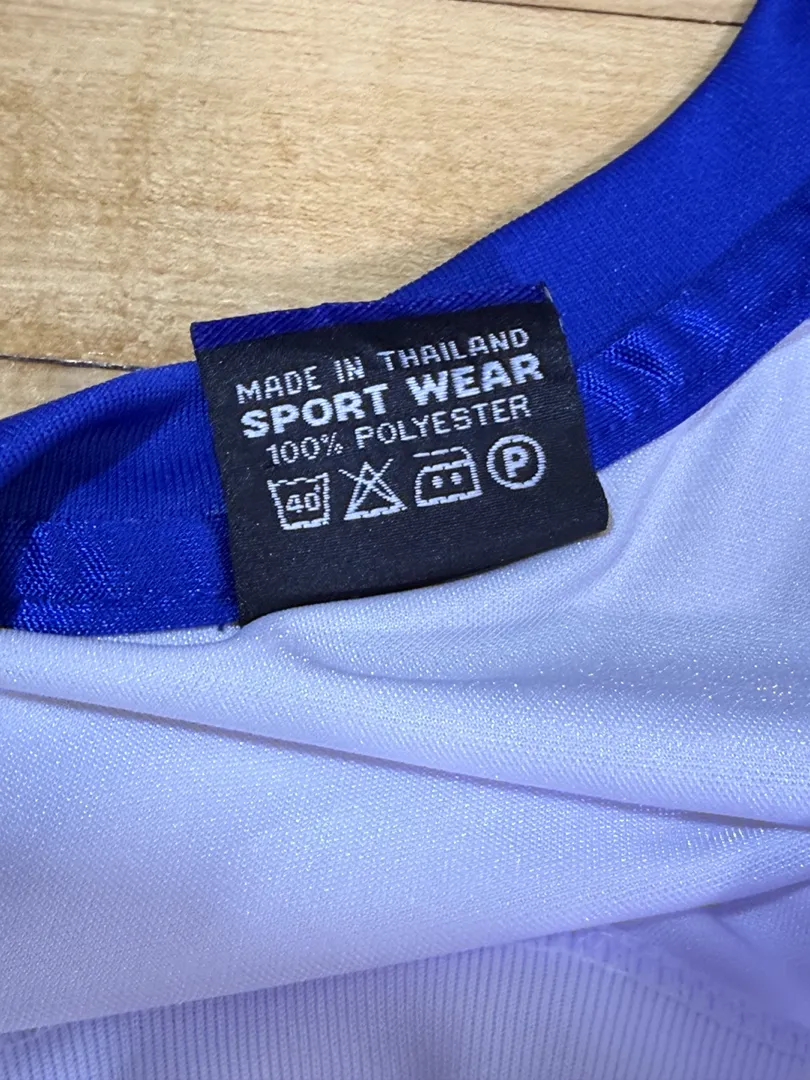 MADE IN THAILAND
SPORT WEAR
100% POLYESTER
40° P